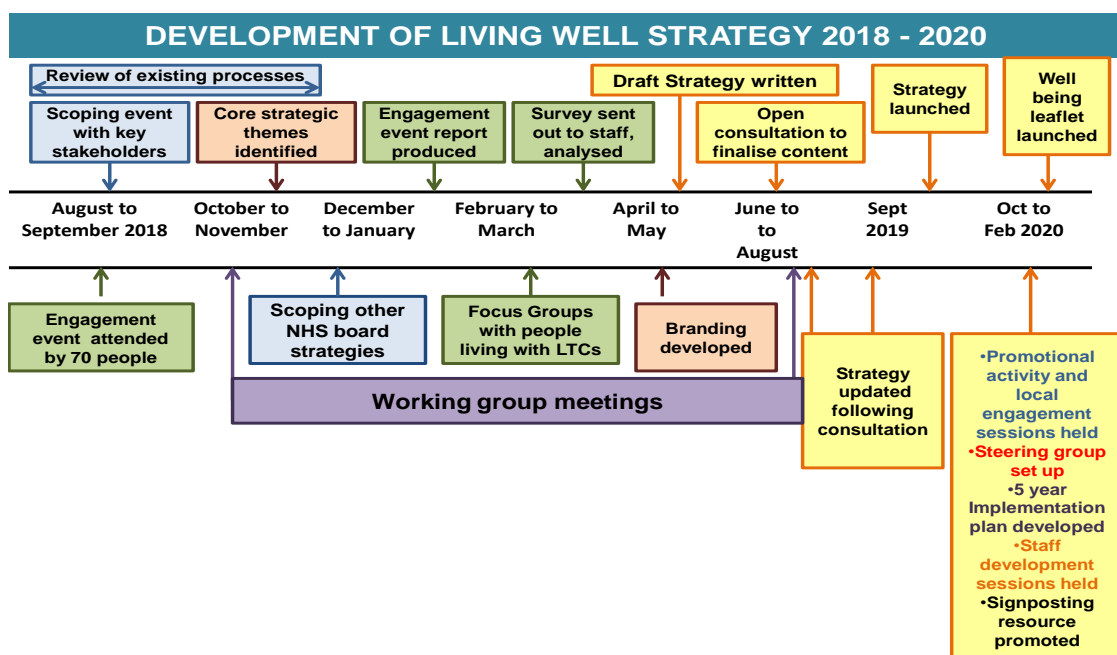 DEVELOPMENT OF LIVING WELL STRATEGY 2018 - 2020
Review of existing processes
Scoping event
with key
stakeholders
Core strategic
themes
identified
Engagement
event report
produced
Survey sent
out to staff,
analysed
Draft Strategy written
Open
consultation to
finalise content
Strategy
launched
Well
being
leaflet
launched
August to
September 2018
October to
November
December
to January
February to
March
April to
May
June to
to
August
Sept
2019
Oct to
Feb 2020
Engagement
event attended
by 70 people
Scoping other
NHS board
strategies
Focus Groups
with people
living with LTCs
Branding
developed
Working group meetings
Strategy
updated
following
consultation
•Promotional
activity and
local
engagement
sessions held
•Steering group
set up
•5 year
Implementation
plan developed
•Staff
development
sessions held
•Signposting
resource
promoted